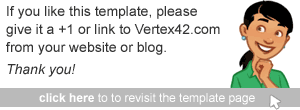 If you like this template, please
give it a +1 or link to Vertex42.com
from your website or blog.
Thank you!
click here to to revisit the template page